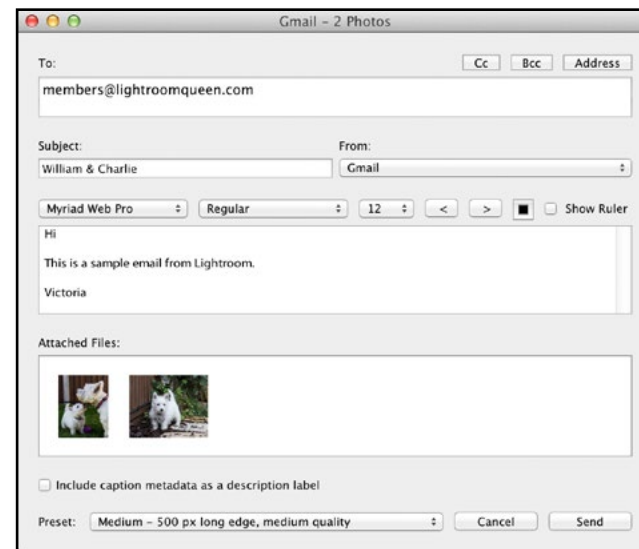 Gmail – 2 Photos
To:
Cc Bcc Address
members@lightroomqueen.com
Subject: From:
William & Charlie Gmail
Myriad Web Pro Regular 12 < > Show Ruler
Hi
This is a sample email from Lightroom.
Victoria
Attached Files:
Include caption metadata as a description label
Preset: Medium – 500 px long edge, medium quality Cancel Send